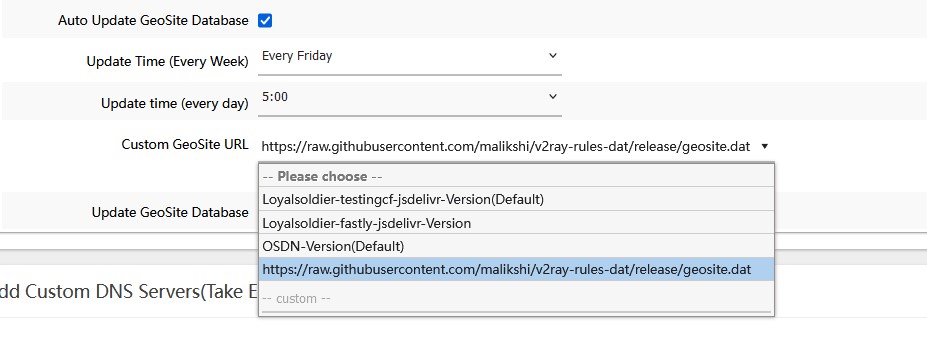 Auto Update GeoSite Database
Update Time (Every Week) Every Friday
Update time (every day) 5:00
Custom GeoSite URL https://raw.githubusercontent.com/malikshi/v2ray-rules-dat/release/geosite.dat
-- Please choose --
Loyalsoldier-testingcf-jsdelivr-Version(Default)
Loyalsoldier-fastly-jsdelivr-Version
Update GeoSite Database
OSDN-Version(Default)
https://raw.githubusercontent.com/malikshi/v2ray-rules-dat/release/geosite.dat
dd Custom DNS Servers(Take E
-- custom --